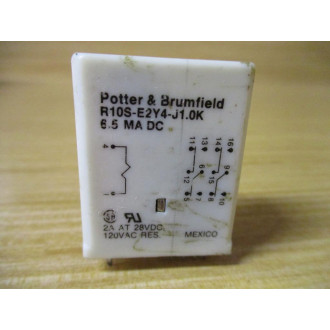 Potter & Brumfield
R10S-E2Y4-J1.0K
6.5 MA DC
2A AT 28VDC,
120VAC RES.
MEXICO